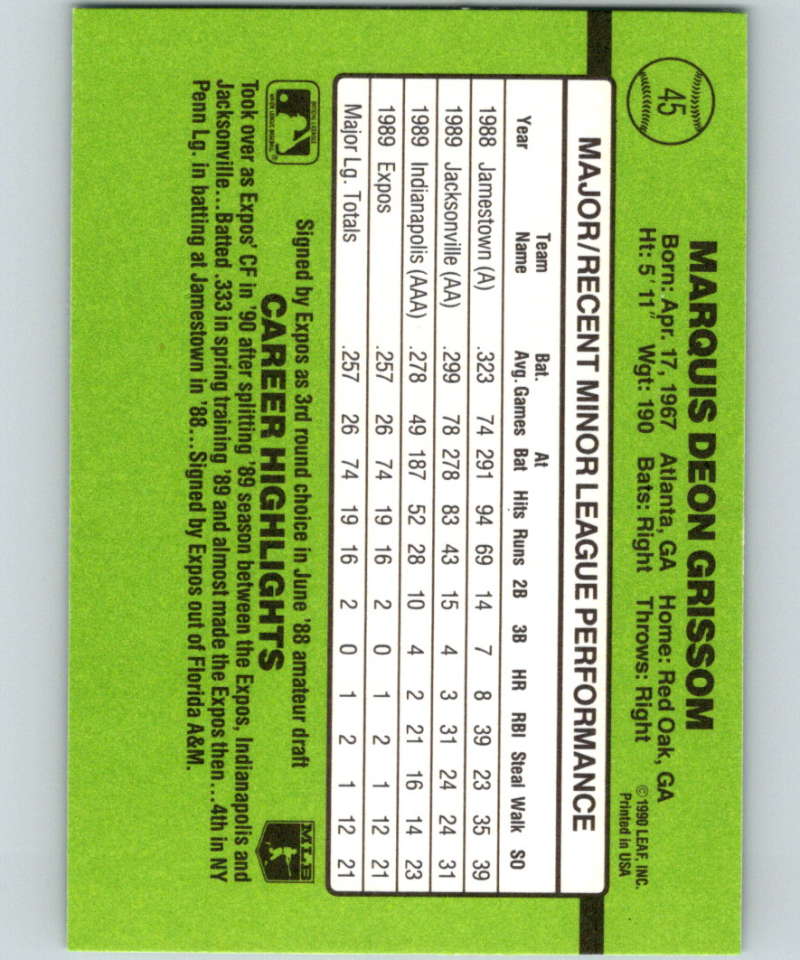 45
MARQUIS DEON GRISSOM
Born: Apr. 17, 1967 Atlanta, GA Home: Red Oak, GA
Ht: 5'11" Wgt: 190 Bats: Right Throws: Right
©1990 LEAF, INC.
Printed in USA
MAJOR/RECENT MINOR LEAGUE PERFORMANCE
Team Bat. At
Year Name Avg. Games Bat Hits Runs 2B 3B HR RBI Steal Walk SO
1988 Jamestown (A) .323 74 291 94 69 14 7 8 39 23 35 39
1989 Jacksonville (AA) .299 78 278 83 43 15 4 3 31 24 24 31
1989 Indianapolis (AAA) .278 49 187 52 28 10 4 2 21 16 14 23
1989 Expos .257 26 74 19 16 2 0 1 2 1 12 21
Major Lg. Totals .257 26 74 19 16 2 0 1 2 1 12 21
OFFICIAL LICENSEE
MAJOR LEAGUE BASEBALL
®
Signed by Expos as 3rd round choice in June '88 amateur draft
MLB
CAREER HIGHLIGHTS
Took over as Expos' CF in '90 after splitting '89 season between the Expos, Indianapolis and
Jacksonville...Batted .333 in spring training '89 and almost made the Expos then...4th in NY
Penn Lg. in batting at Jamestown in '88...Signed by Expos out of Florida A&M.